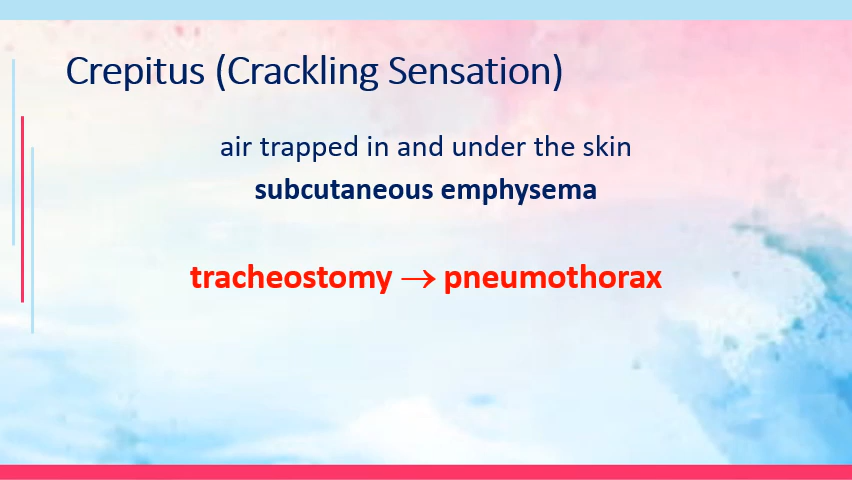 Crepitus (Crackling Sensation)
air trapped in and under the skin
subcutaneous emphysema
tracheostomy → pneumothorax